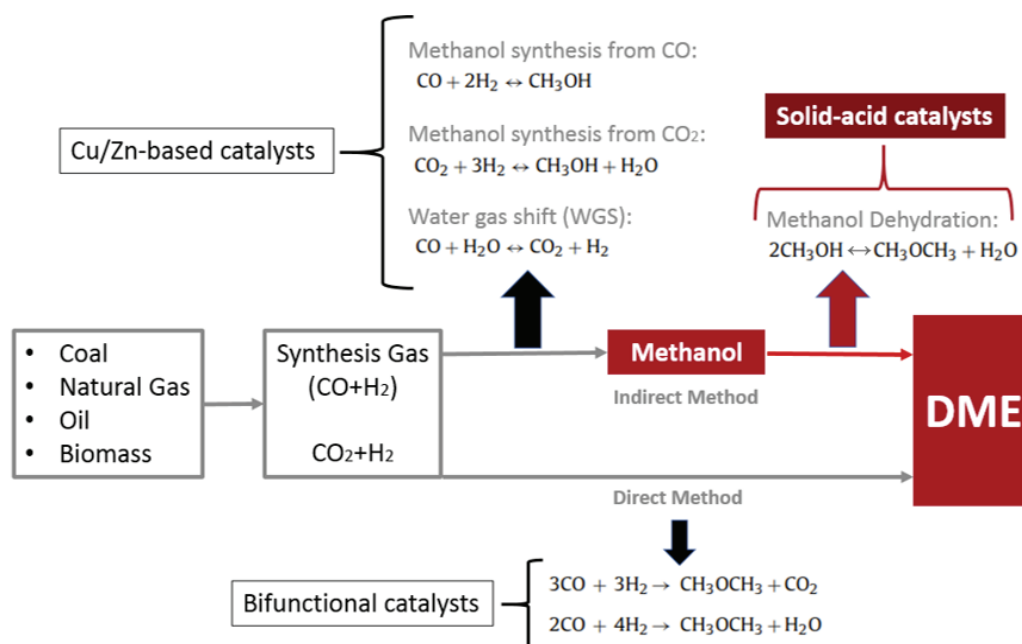 Methanol synthesis from CO:
CO + 2H₂ ↔ CH₃OH
Methanol synthesis from CO₂:
CO₂ + 3H₂ ↔ CH₃OH + H₂O
Water gas shift (WGS):
CO + H₂O ↔ CO₂ + H₂
Cu/Zn-based catalysts
Solid-acid catalysts
Methanol Dehydration:
2CH₃OH ↔ CH₃OCH₃ + H₂O
• Coal
• Natural Gas
• Oil
• Biomass
Synthesis Gas
(CO+H₂)
CO₂+H₂
Methanol
Indirect Method
DME
Direct Method
Bifunctional catalysts
3CO + 3H₂ → CH₃OCH₃ + CO₂
2CO + 4H₂ → CH₃OCH₃ + H₂O